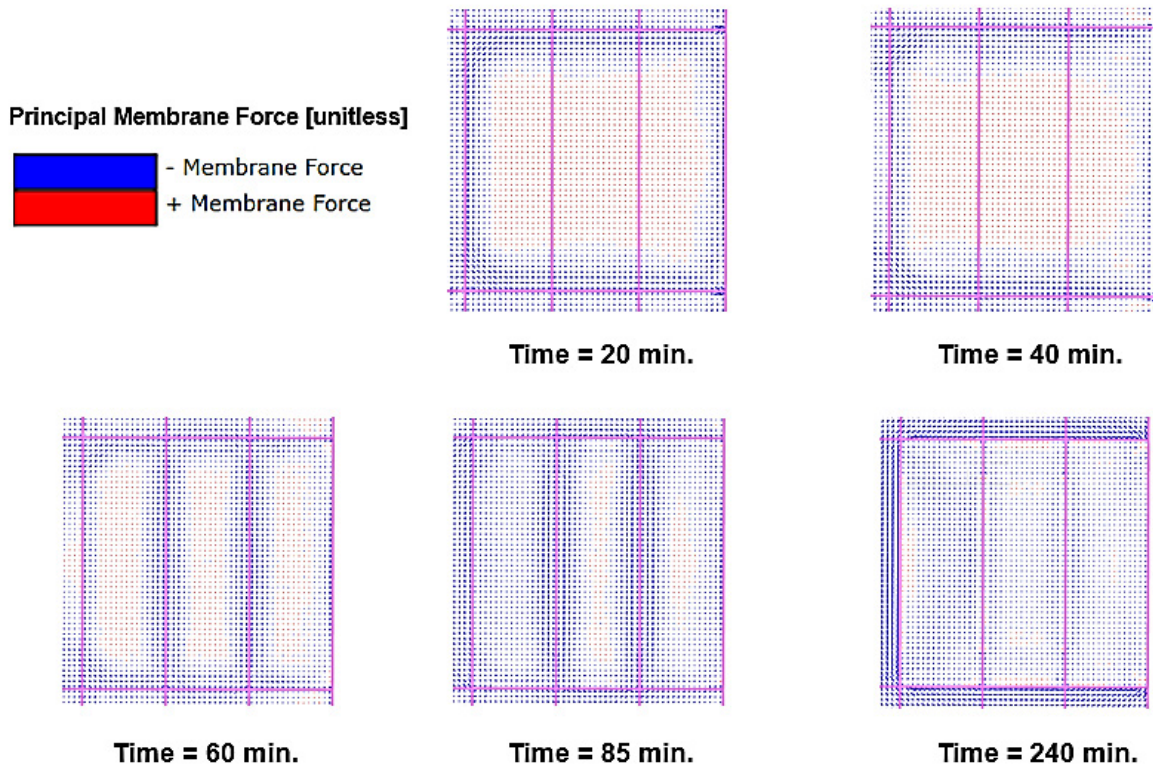 Principal Membrane Force [unitless]
- Membrane Force
+ Membrane Force
Time = 20 min.
Time = 40 min.
Time = 60 min.
Time = 85 min.
Time = 240 min.